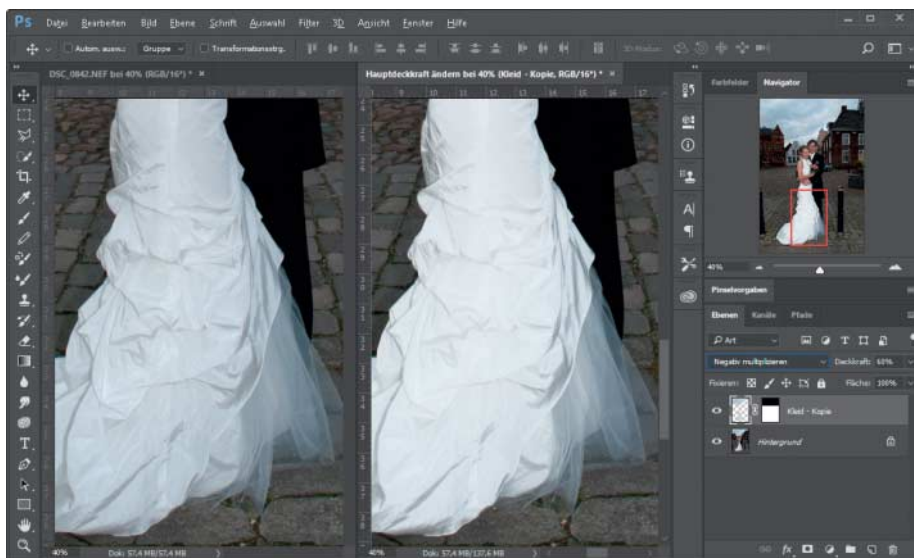 Ps Datei Bearbeiten Bild Ebene Schrift Auswahl Filter 3D Ansicht Fenster Hilfe
Autom. ausw.: Gruppe Transformationsstrg. 3D-Modus:
DSC_0842.NEF bei 40% (RGB/16*) * ×
Hauptdeckkraft ändern bei 40% (Kleid - Kopie, RGB/16*) * ×
Farbfelder Navigator
40%
Pinselvorgaben
Ebenen Kanäle Pfade
Art
Negativ multiplizieren Deckkraft: 60%
Fixieren: Fläche: 100%
Kleid - Kopie
Hintergrund
40% Dok: 57,4 MB/57,4 MB
40% Dok: 57,4 MB/137,6 MB